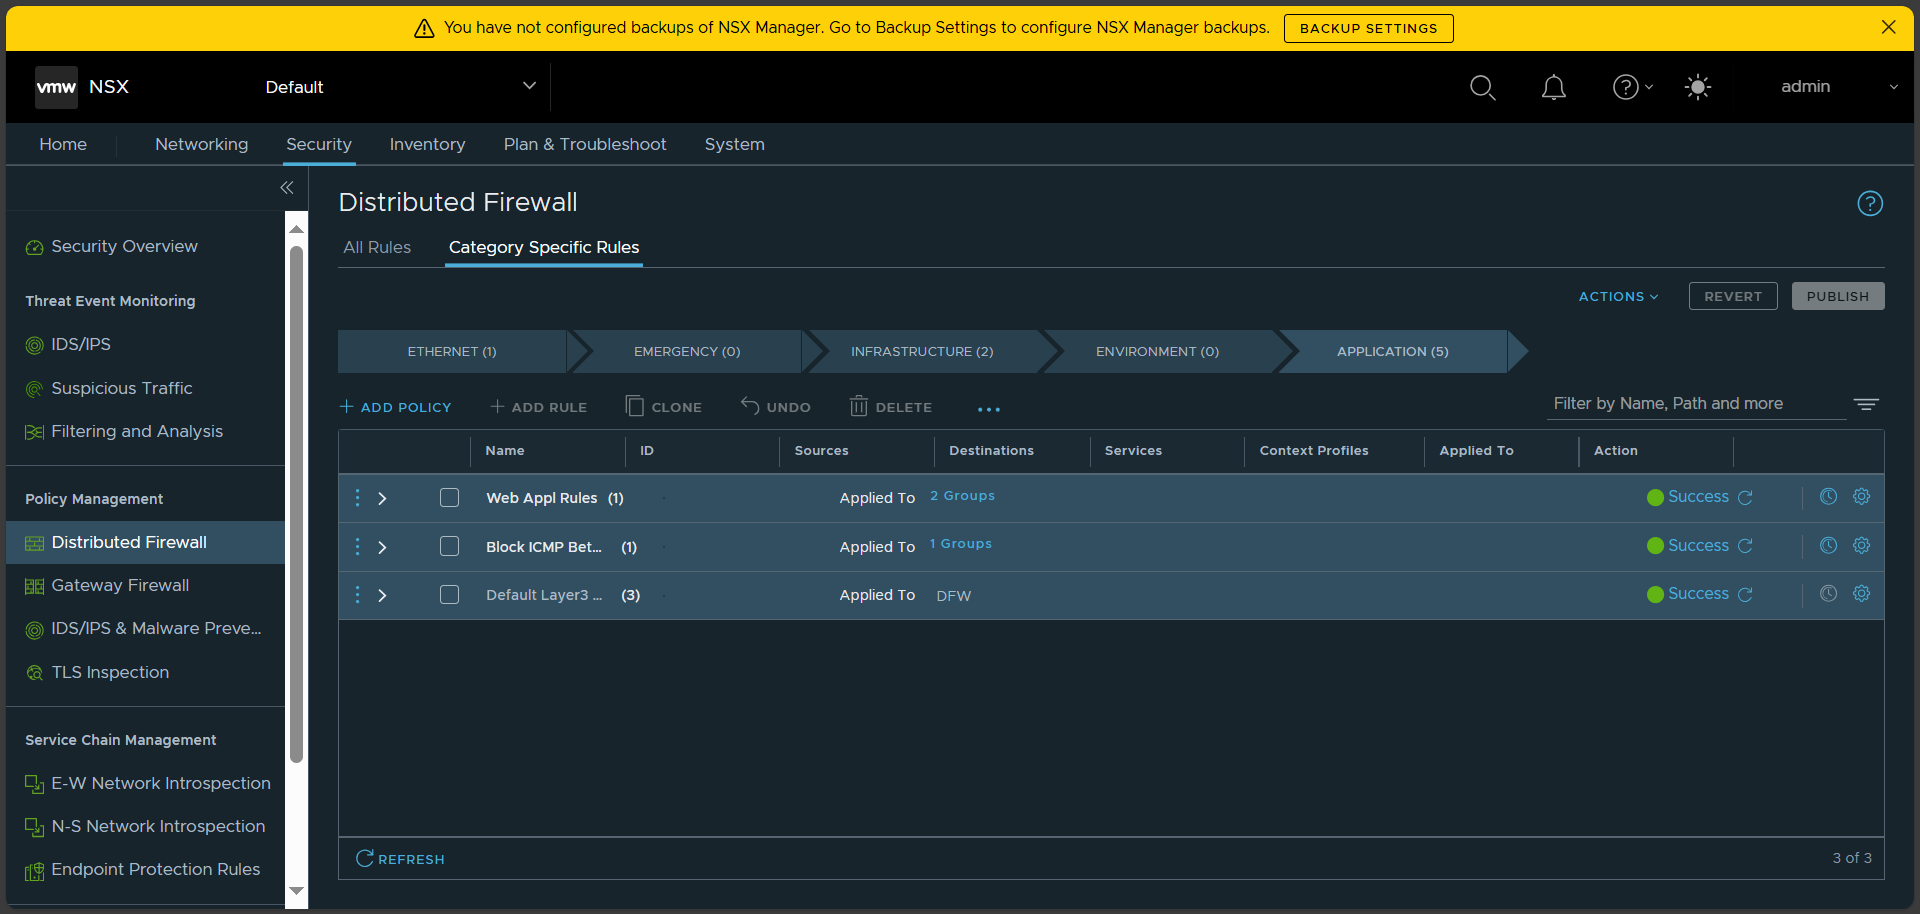 You have not configured backups of NSX Manager. Go to Backup Settings to configure NSX Manager backups. BACKUP SETTINGS
vmw NSX Default admin
Home Networking Security Inventory Plan & Troubleshoot System
Security Overview
Threat Event Monitoring
IDS/IPS
Suspicious Traffic
Filtering and Analysis
Policy Management
Distributed Firewall
Gateway Firewall
IDS/IPS & Malware Preve...
TLS Inspection
Service Chain Management
E-W Network Introspection
N-S Network Introspection
Endpoint Protection Rules
Distributed Firewall
All Rules Category Specific Rules
ACTIONS REVERT PUBLISH
ETHERNET (1) EMERGENCY (0) INFRASTRUCTURE (2) ENVIRONMENT (0) APPLICATION (5)
ADD POLICY ADD RULE CLONE UNDO DELETE ... Filter by Name, Path and more
Name ID Sources Destinations Services Context Profiles Applied To Action
Web Appl Rules (1) Applied To 2 Groups Success
Block ICMP Bet... (1) Applied To 1 Groups Success
Default Layer3 ... (3) Applied To DFW Success
REFRESH 3 of 3